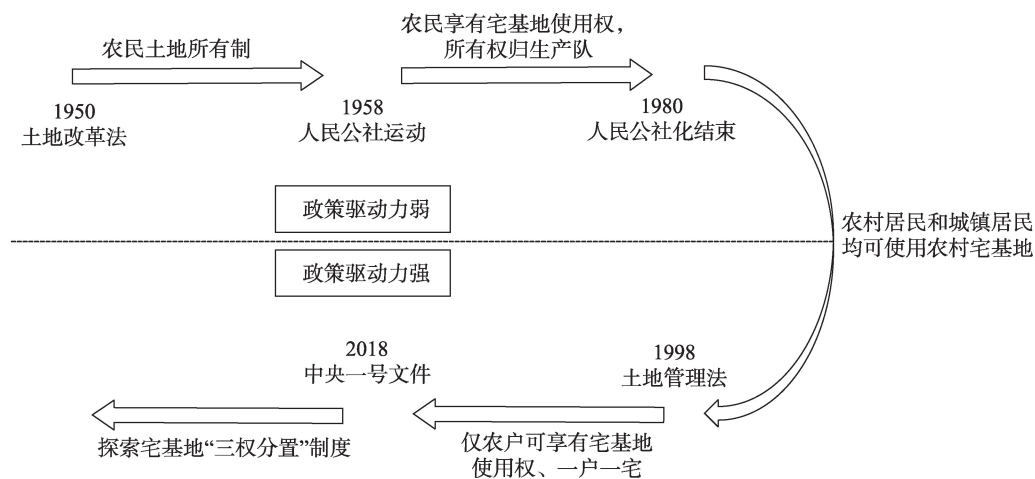 农民土地所有制
农民享有宅基地使用权，
所有权归生产队
1950
土地改革法
1958
人民公社运动
1980
人民公社化结束
政策驱动力弱
农村居民和城镇居民
均可使用农村宅基地
政策驱动力强
2018
中央一号文件
1998
土地管理法
探索宅基地“三权分置”制度
仅农户可享有宅基地
使用权、一户一宅